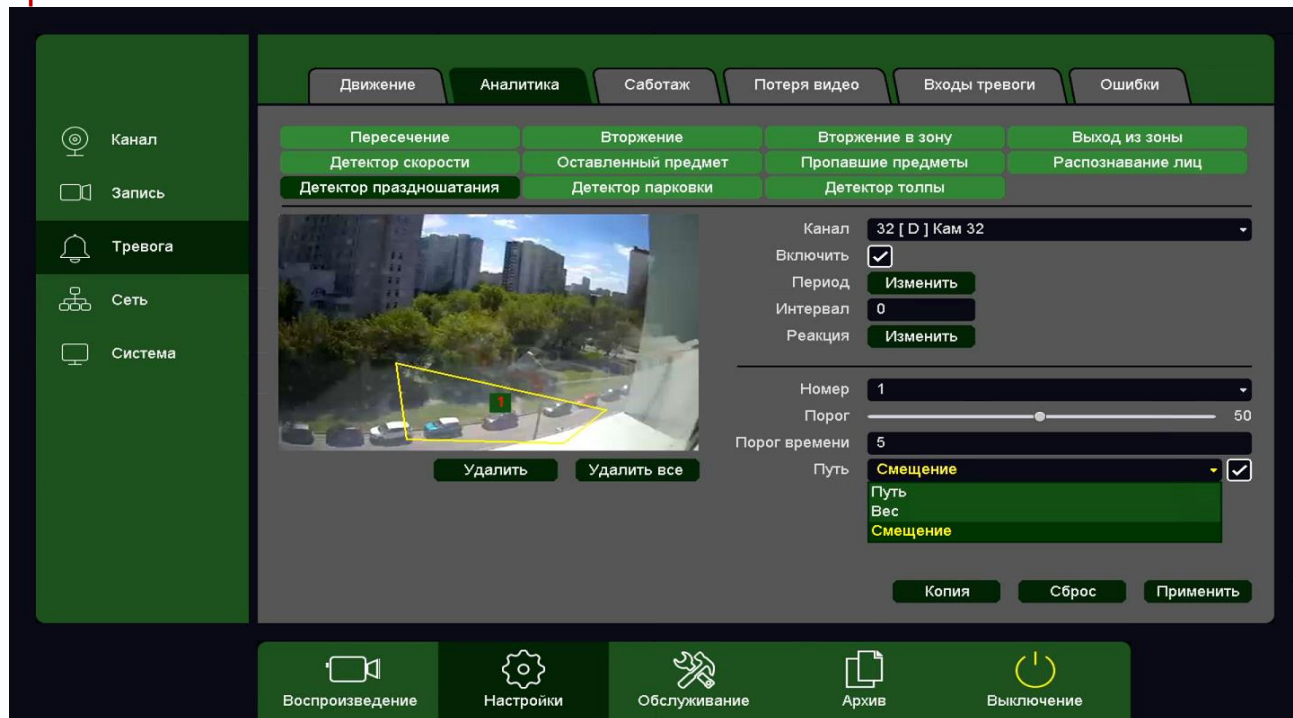 Движение Аналитика Саботаж Потеря видео Входы тревоги Ошибки
Канал
Запись
Тревога
Сеть
Система
Пересечение Вторжение Вторжение в зону Выход из зоны
Детектор скорости Оставленный предмет Пропавшие предметы Распознавание лиц
Детектор праздношатания Детектор парковки Детектор толпы
1
Удалить Удалить все
Канал 32 [ D ] Кам 32
Включить
Период Изменить
Интервал 0
Реакция Изменить
Номер 1
Порог 50
Порог времени 5
Путь Смещение
Путь
Вес
Смещение
Копия Сброс Применить
Воспроизведение Настройки Обслуживание Архив Выключение